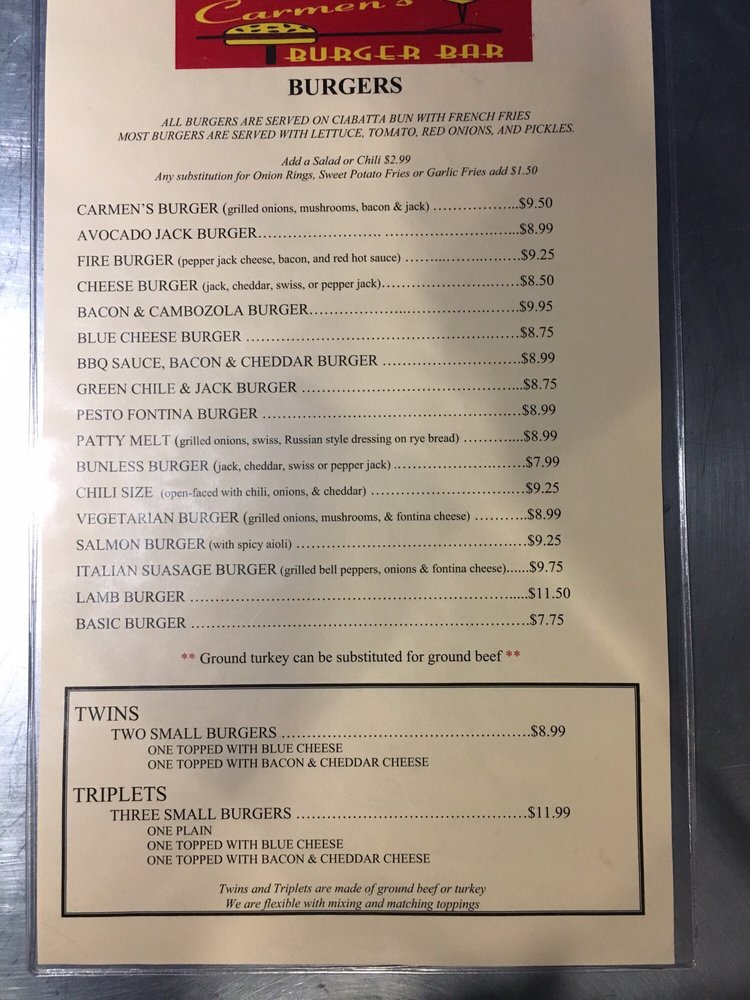 Carmen's
BURGER BAR
BURGERS
ALL BURGERS ARE SERVED ON CIABATTA BUN WITH FRENCH FRIES
MOST BURGERS ARE SERVED WITH LETTUCE, TOMATO, RED ONIONS, AND PICKLES.
Add a Salad or Chili $2.99
Any substitution for Onion Rings, Sweet Potato Fries or Garlic Fries add $1.50
CARMEN'S BURGER (grilled onions, mushrooms, bacon & jack) ..................$9.50
AVOCADO JACK BURGER..................................................$8.99
FIRE BURGER (pepper jack cheese, bacon, and red hot sauce) ........................$9.25
CHEESE BURGER (jack, cheddar, swiss, or pepper jack)............................$8.50
BACON & CAMBOZOLA BURGER..........................................$9.95
BLUE CHEESE BURGER ......................................................$8.75
BBQ SAUCE, BACON & CHEDDAR BURGER ............................$8.99
GREEN CHILE & JACK BURGER ............................................$8.75
PESTO FONTINA BURGER ....................................................$8.99
PATTY MELT (grilled onions, swiss, Russian style dressing on rye bread) .............$8.99
BUNLESS BURGER (jack, cheddar, swiss or pepper jack) ..........................$7.99
CHILI SIZE (open-faced with chili, onions, & cheddar) ..............................$9.25
VEGETARIAN BURGER (grilled onions, mushrooms, & fontina cheese) ...........$8.99
SALMON BURGER (with spicy aioli) .............................................$9.25
ITALIAN SUASAGE BURGER (grilled bell peppers, onions & fontina cheese)......$9.75
LAMB BURGER ..................................................................$11.50
BASIC BURGER ..................................................................$7.75
** Ground turkey can be substituted for ground beef **
TWINS
TWO SMALL BURGERS ..................................................$8.99
ONE TOPPED WITH BLUE CHEESE
ONE TOPPED WITH BACON & CHEDDAR CHEESE
TRIPLETS
THREE SMALL BURGERS ..............................................$11.99
ONE PLAIN
ONE TOPPED WITH BLUE CHEESE
ONE TOPPED WITH BACON & CHEDDAR CHEESE
Twins and Triplets are made of ground beef or turkey
We are flexible with mixing and matching toppings